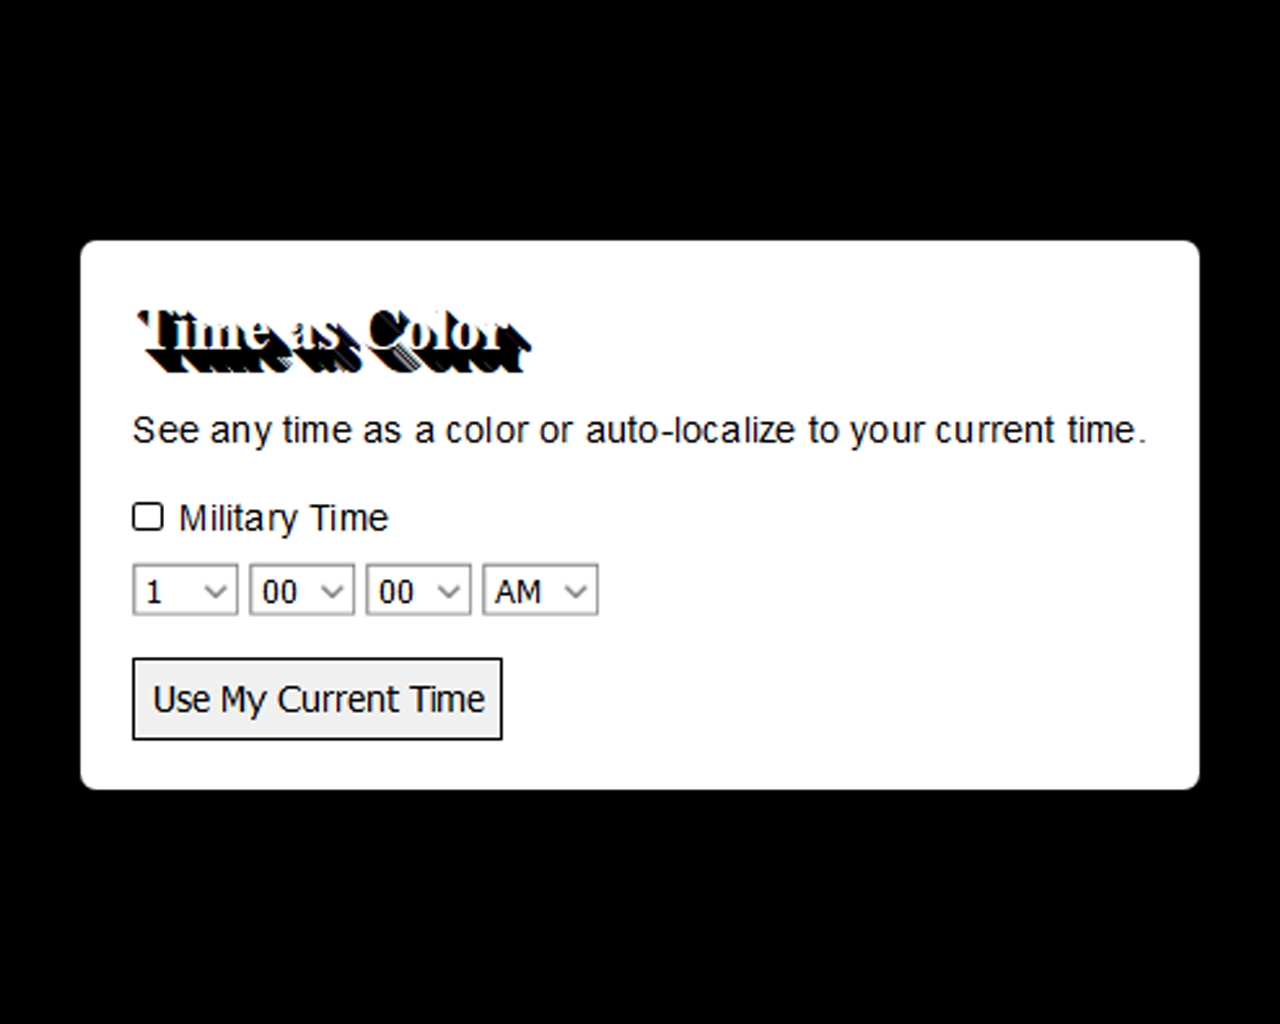 Time as Color
See any time as a color or auto-localize to your current time.
Military Time
1 00 00 AM
Use My Current Time